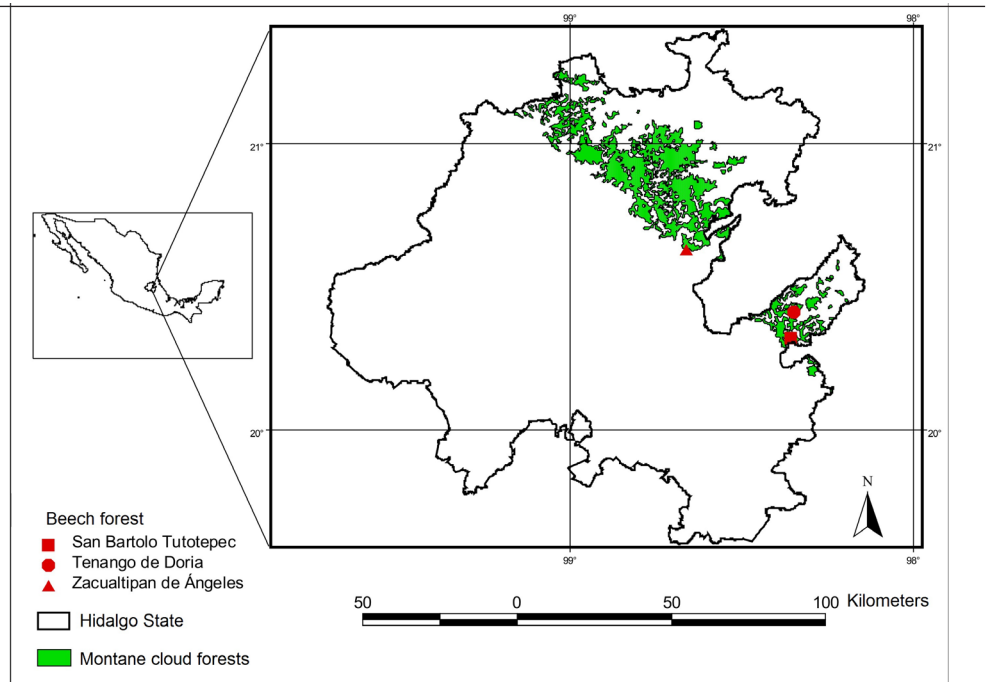 99°
98°
21°
21°
20°
20°
99°
98°
N
Beech forest
San Bartolo Tutotepec
Tenango de Doria
Zacualtipan de Ángeles
Hidalgo State
Montane cloud forests
50 0 50 100 Kilometers